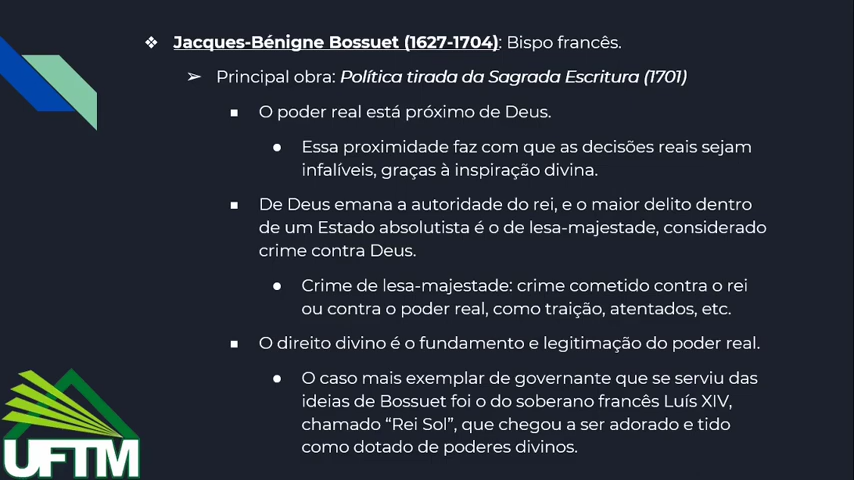 ❖ Jacques-Bénigne Bossuet (1627-1704): Bispo francês.
➢ Principal obra: Política tirada da Sagrada Escritura (1701)
▪ O poder real está próximo de Deus.
● Essa proximidade faz com que as decisões reais sejam
infalíveis, graças à inspiração divina.
▪ De Deus emana a autoridade do rei, e o maior delito dentro
de um Estado absolutista é o de lesa-majestade, considerado
crime contra Deus.
● Crime de lesa-majestade: crime cometido contra o rei
ou contra o poder real, como traição, atentados, etc.
▪ O direito divino é o fundamento e legitimação do poder real.
● O caso mais exemplar de governante que se serviu das
ideias de Bossuet foi o do soberano francês Luís XIV,
chamado “Rei Sol”, que chegou a ser adorado e tido
como dotado de poderes divinos.
UFTM